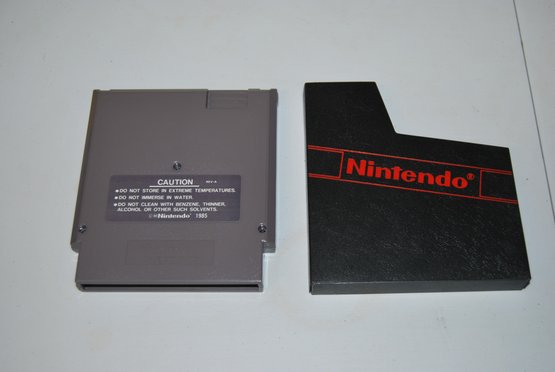 CAUTION REV-A
●DO NOT STORE IN EXTREME TEMPERATURES.
●DO NOT IMMERSE IN WATER.
●DO NOT CLEAN WITH BENZENE, THINNER,
ALCOHOL OR OTHER SUCH SOLVENTS.
©Nintendo 1985
Nintendo®